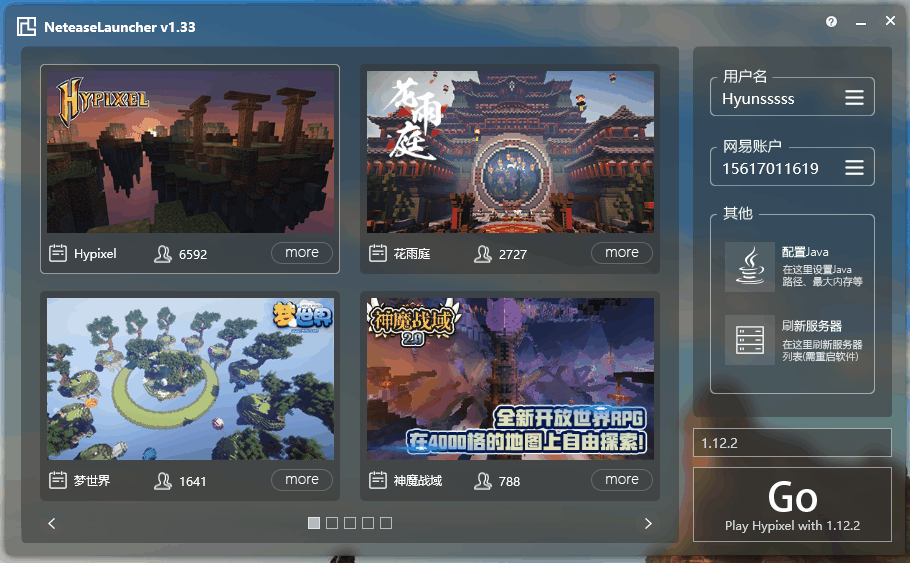 NeteaseLauncher v1.33
HYPIXEL
Hypixel
6592
more
花雨庭
花雨庭
2727
more
梦世界
梦世界
1641
more
神魔战域
2.0
全新开放世界RPG
在4000格的地图上自由探索!
神魔战域
788
more
用户名
Hyunsssss
网易账户
15617011619
其他
配置Java
在这里设置Java
路径、最大内存等
刷新服务器
在这里刷新服务器
列表(需重启软件)
1.12.2
Go
Play Hypixel with 1.12.2